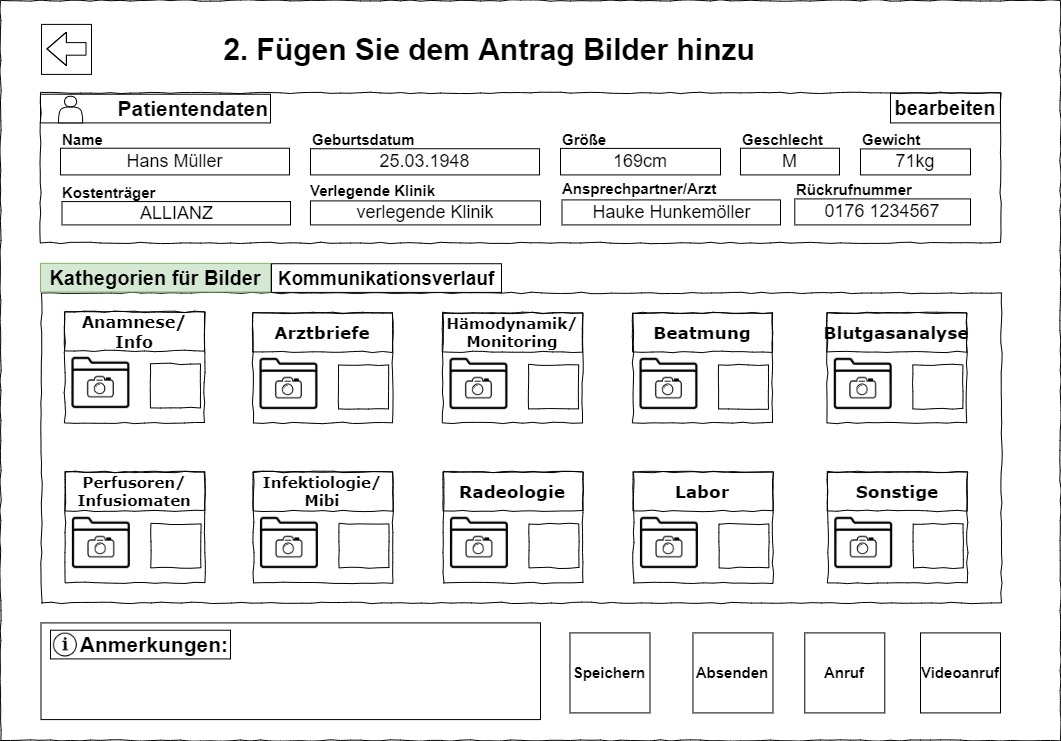 2. Fügen Sie dem Antrag Bilder hinzu
Patientendaten
bearbeiten
Name
Geburtsdatum
Größe
Geschlecht
Gewicht
Hans Müller
25.03.1948
169cm
M
71kg
Kostenträger
Verlegende Klinik
Ansprechpartner/Arzt
Rückrufnummer
ALLIANZ
verlegende Klinik
Hauke Hunkemöller
0176 1234567
Kathegorien für Bilder
Kommunikationsverlauf
Anamnese/
Info
Arztbriefe
Hämodynamik/
Monitoring
Beatmung
Blutgasanalyse
Perfusoren/
Infusiomaten
Infektiologie/
Mibi
Radeologie
Labor
Sonstige
i Anmerkungen:
Speichern
Absenden
Anruf
Videoanruf